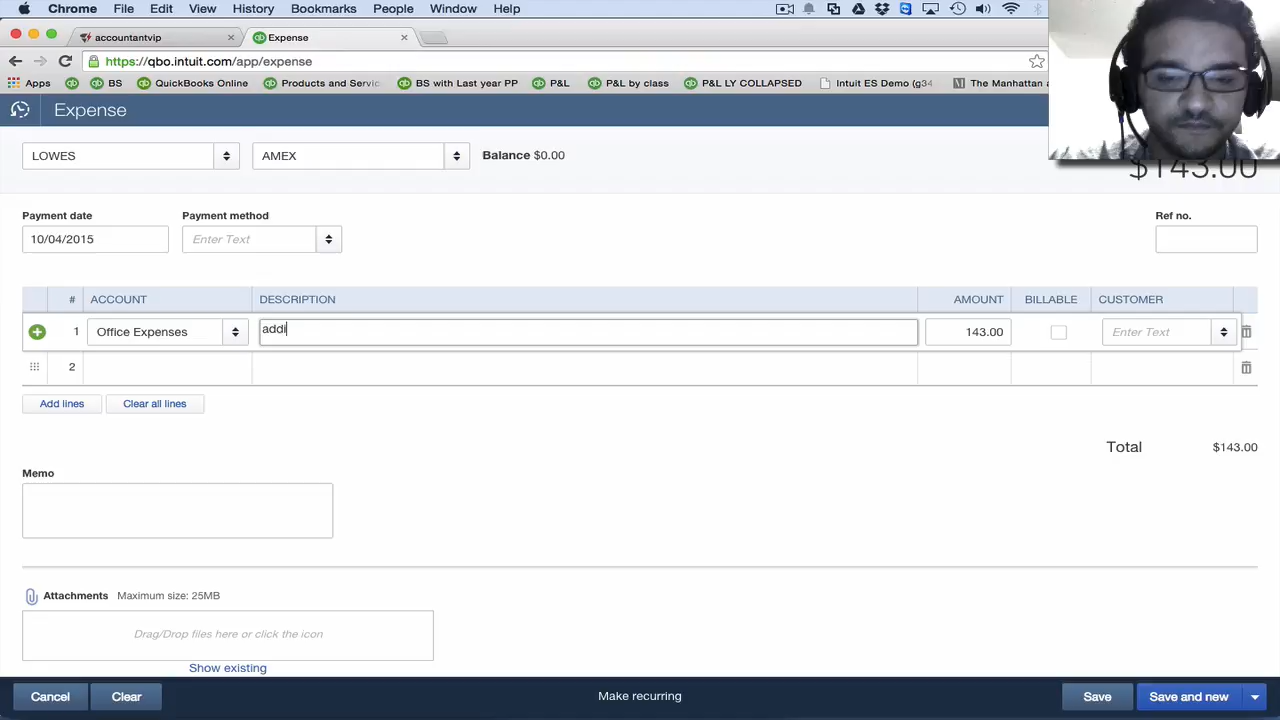 Chrome File Edit View History Bookmarks People Window Help
accountantvip × Expense ×
https://qbo.intuit.com/app/expense
Apps BS QuickBooks Online Products and Servic BS with Last year PP P&L P&L by class P&L LY COLLAPSED Intuit ES Demo (g34 The Manhattan a
Expense
LOWES AMEX Balance $0.00
$143.00
Payment date Payment method Ref no.
10/04/2015 Enter Text
# ACCOUNT DESCRIPTION AMOUNT BILLABLE CUSTOMER
1 Office Expenses addi 143.00 Enter Text
2
Add lines Clear all lines
Total $143.00
Memo
Attachments Maximum size: 25MB
Drag/Drop files here or click the icon
Show existing
Cancel Clear Make recurring Save Save and new